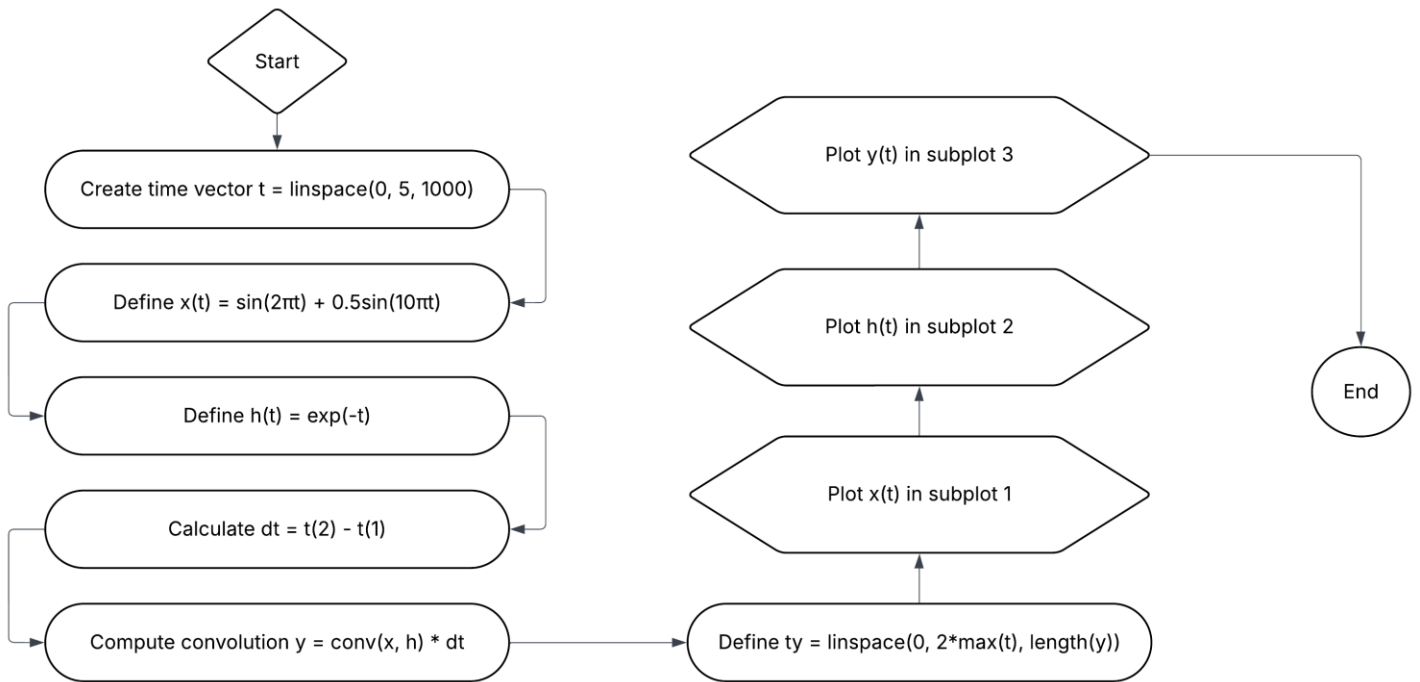 Start
Create time vector t = linspace(0, 5, 1000)
Define x(t) = sin(2πt) + 0.5sin(10πt)
Define h(t) = exp(-t)
Calculate dt = t(2) - t(1)
Compute convolution y = conv(x, h) * dt
Define ty = linspace(0, 2*max(t), length(y))
Plot x(t) in subplot 1
Plot h(t) in subplot 2
Plot y(t) in subplot 3
End